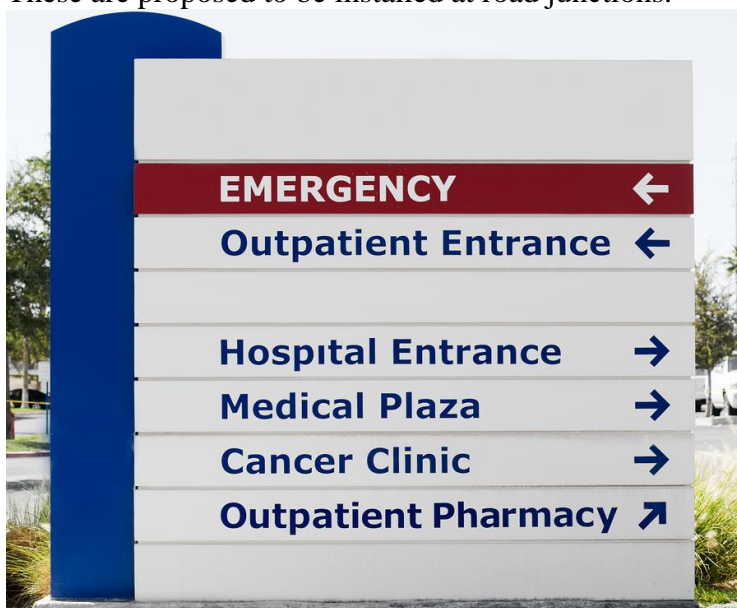 These are proposed to be installed at road junctions.
EMERGENCY
Outpatient Entrance
Hospital Entrance
Medical Plaza
Cancer Clinic
Outpatient Pharmacy